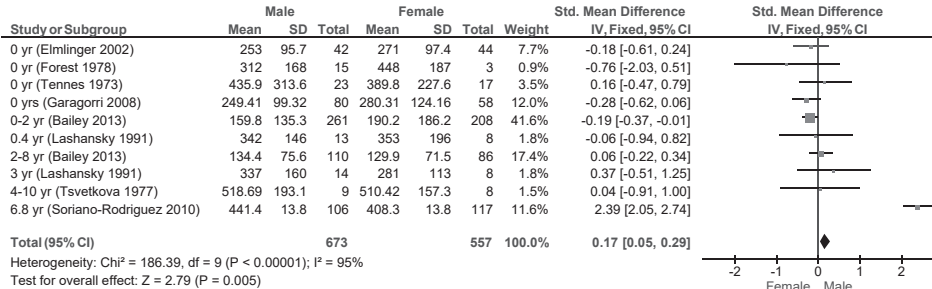 Male Female Std. Mean Difference Std. Mean Difference
Study or Subgroup Mean SD Total Mean SD Total Weight IV, Fixed, 95% CI IV, Fixed, 95% CI
0 yr (Elmlinger 2002) 253 95.7 42 271 97.4 44 7.7% -0.18 [-0.61, 0.24]
0 yr (Forest 1978) 312 168 15 448 187 3 0.9% -0.76 [-2.03, 0.51]
0 yr (Tennes 1973) 435.9 313.6 23 389.8 227.6 17 3.5% 0.16 [-0.47, 0.79]
0 yrs (Garagorri 2008) 249.41 99.32 80 280.31 124.16 58 12.0% -0.28 [-0.62, 0.06]
0-2 yr (Bailey 2013) 159.8 135.3 261 190.2 186.2 208 41.6% -0.19 [-0.37, -0.01]
0.4 yr (Lashansky 1991) 342 146 13 353 196 8 1.8% -0.06 [-0.94, 0.82]
2-8 yr (Bailey 2013) 134.4 75.6 110 129.9 71.5 86 17.4% 0.06 [-0.22, 0.34]
3 yr (Lashansky 1991) 337 160 14 281 113 8 1.8% 0.37 [-0.51, 1.25]
4-10 yr (Tsvetkova 1977) 518.69 193.1 9 510.42 157.3 8 1.5% 0.04 [-0.91, 1.00]
6.8 yr (Soriano-Rodriguez 2010) 441.4 13.8 106 408.3 13.8 117 11.6% 2.39 [2.05, 2.74]
Total (95% CI) 673 557 100.0% 0.17 [0.05, 0.29]
Heterogeneity: Chi² = 186.39, df = 9 (P < 0.00001); I² = 95%
Test for overall effect: Z = 2.79 (P = 0.005)
-2 -1 0 1 2
Female Male